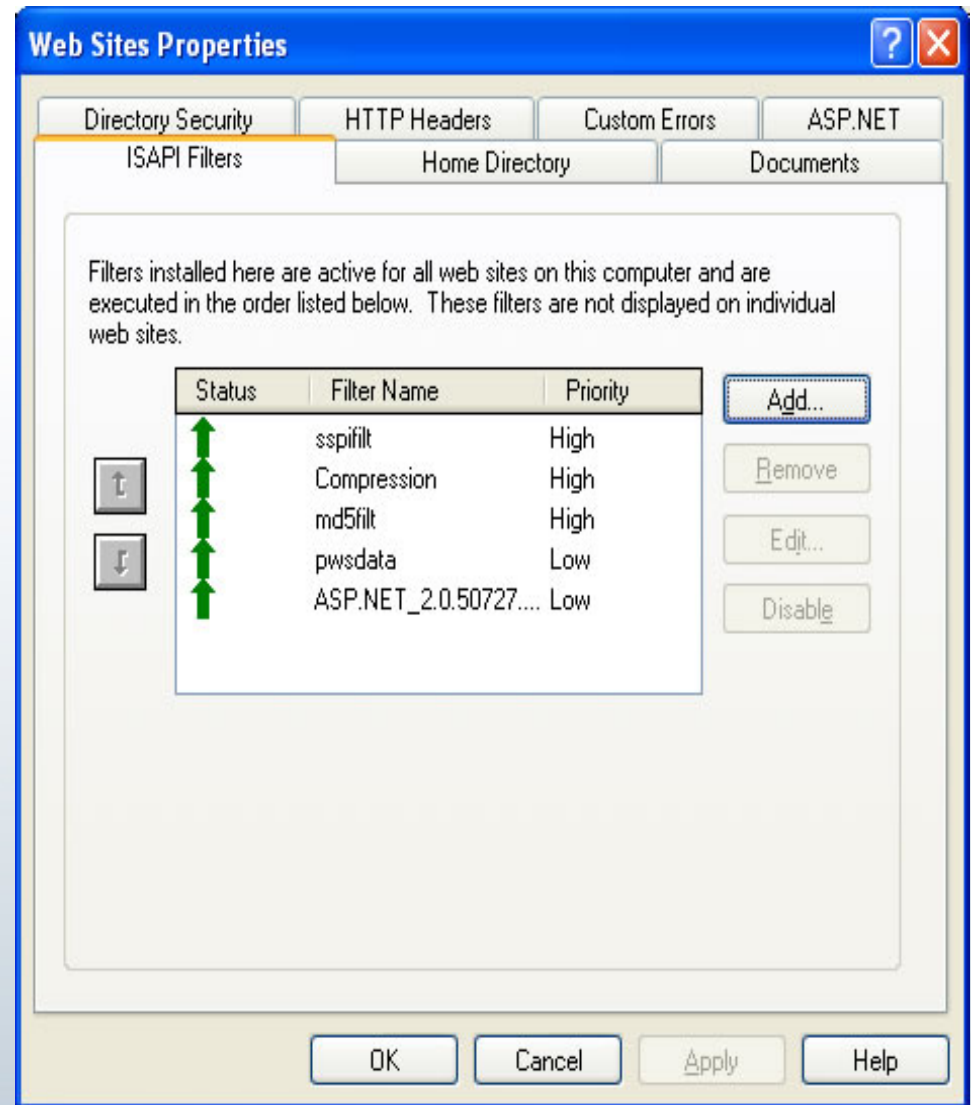 Web Sites Properties
Directory Security HTTP Headers Custom Errors ASP.NET
ISAPI Filters Home Directory Documents
Filters installed here are active for all web sites on this computer and are
executed in the order listed below. These filters are not displayed on individual
web sites.
Status Filter Name Priority
sspifilt High
Compression High
md5filt High
pwsdata Low
ASP.NET_2.0.50727.... Low
Add...
Remove
Edit...
Disable
OK Cancel Apply Help